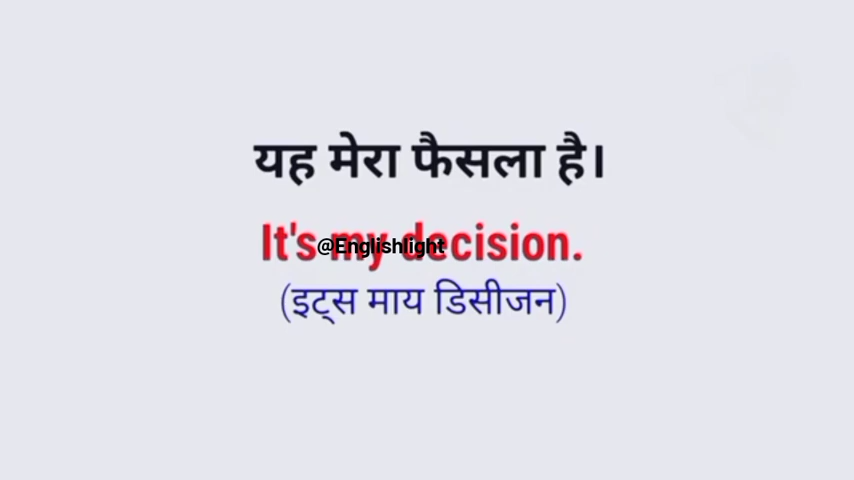 यह मेरा फैसला है।
It's my decision.
@Englishlight
(इट्स माय डिसीजन)